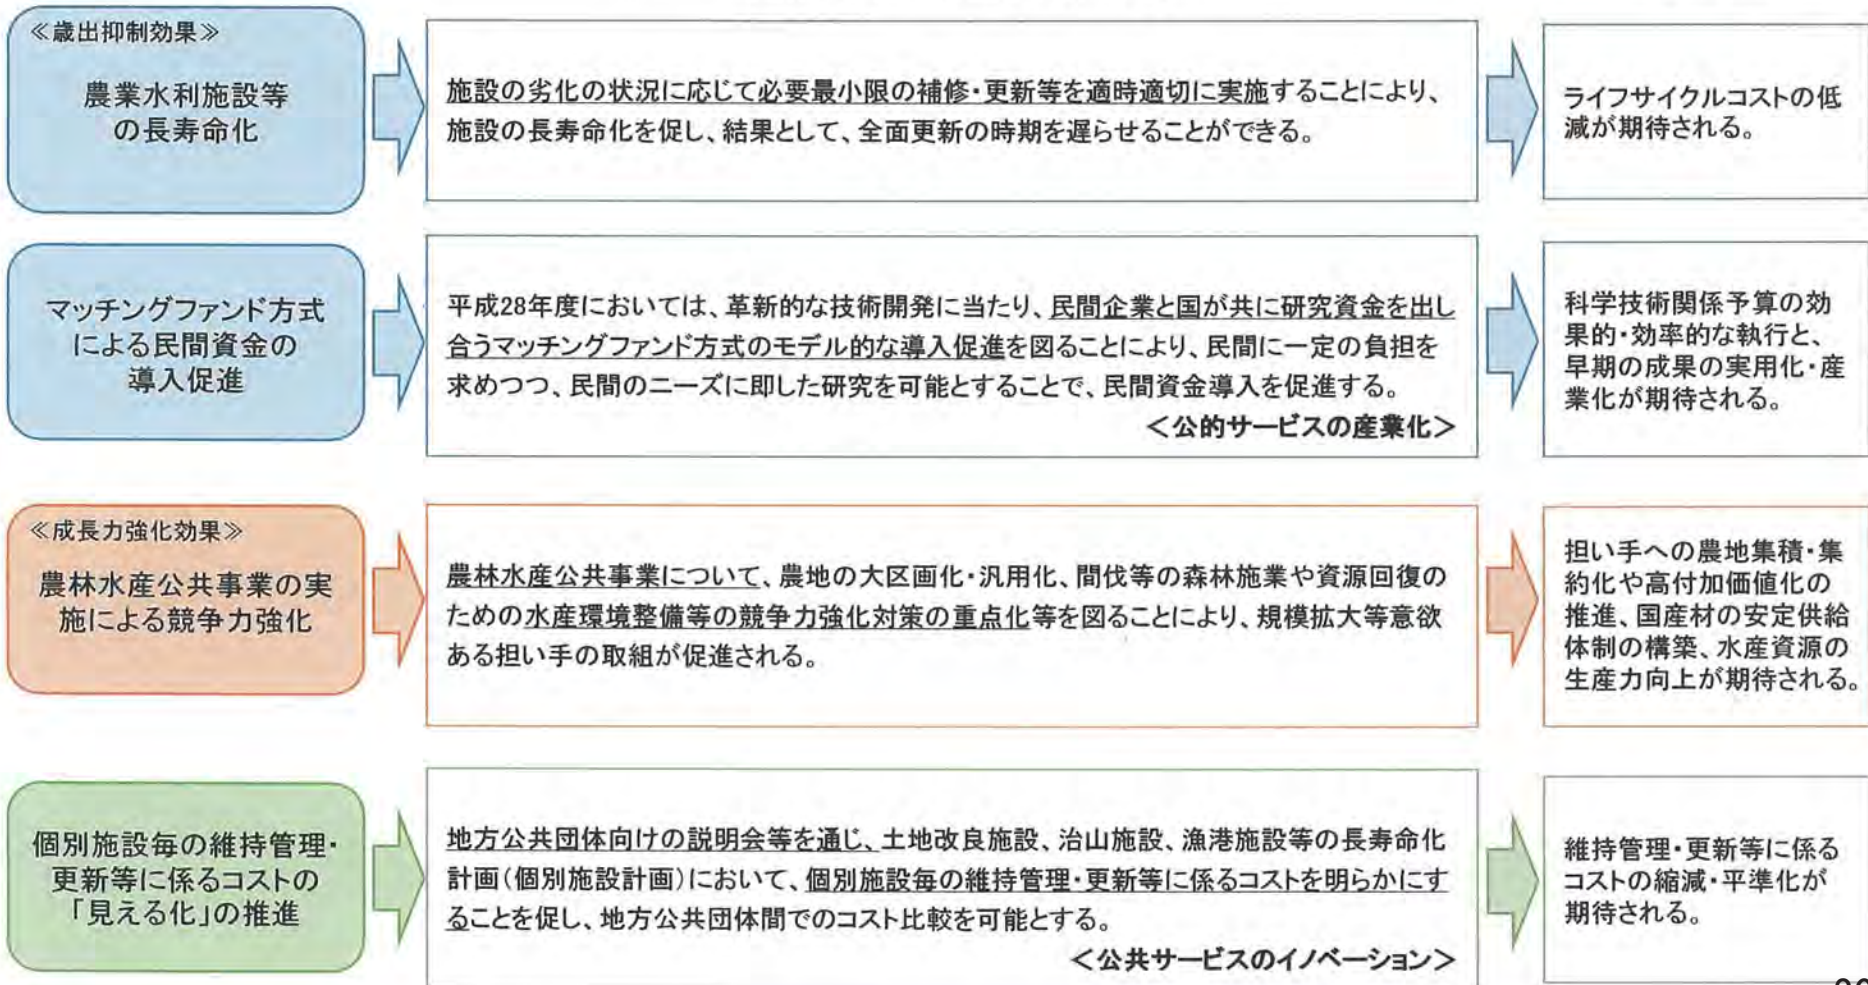 ≪歳出抑制効果≫
農業水利施設等
の長寿命化
施設の劣化の状況に応じて必要最小限の補修・更新等を適時適切に実施することにより、
施設の長寿命化を促し、結果として、全面更新の時期を遅らせることができる。
ライフサイクルコストの低
減が期待される。
マッチングファンド方式
による民間資金の
導入促進
平成28年度においては、革新的な技術開発に当たり、民間企業と国が共に研究資金を出し
合うマッチングファンド方式のモデル的な導入促進を図ることにより、民間に一定の負担を
求めつつ、民間のニーズに即した研究を可能とすることで、民間資金導入を促進する。
＜公的サービスの産業化＞
科学技術関係予算の効
果的・効率的な執行と、
早期の成果の実用化・産
業化が期待される。
≪成長力強化効果≫
農林水産公共事業の実
施による競争力強化
農林水産公共事業について、農地の大区画化・汎用化、間伐等の森林施業や資源回復の
ための水産環境整備等の競争力強化対策の重点化等を図ることにより、規模拡大等意欲
ある担い手の取組が促進される。
担い手への農地集積・集
約化や高付加価値化の
推進、国産材の安定供給
体制の構築、水産資源の
生産力向上が期待される。
個別施設毎の維持管理・
更新等に係るコストの
「見える化」の推進
地方公共団体向けの説明会等を通じ、土地改良施設、治山施設、漁港施設等の長寿命化
計画（個別施設計画）において、個別施設毎の維持管理・更新等に係るコストを明らかにす
ることを促し、地方公共団体間でのコスト比較を可能とする。
＜公共サービスのイノベーション＞
維持管理・更新等に係る
コストの縮減・平準化が
期待される。